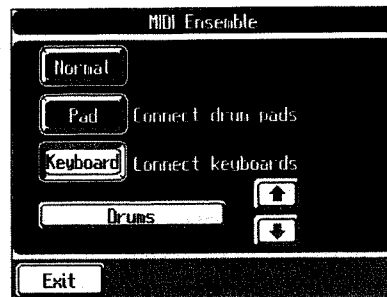 MIDI Ensemble
Normal
Pad Connect drum pads
Keyboard Connect keyboards
Drums
Exit